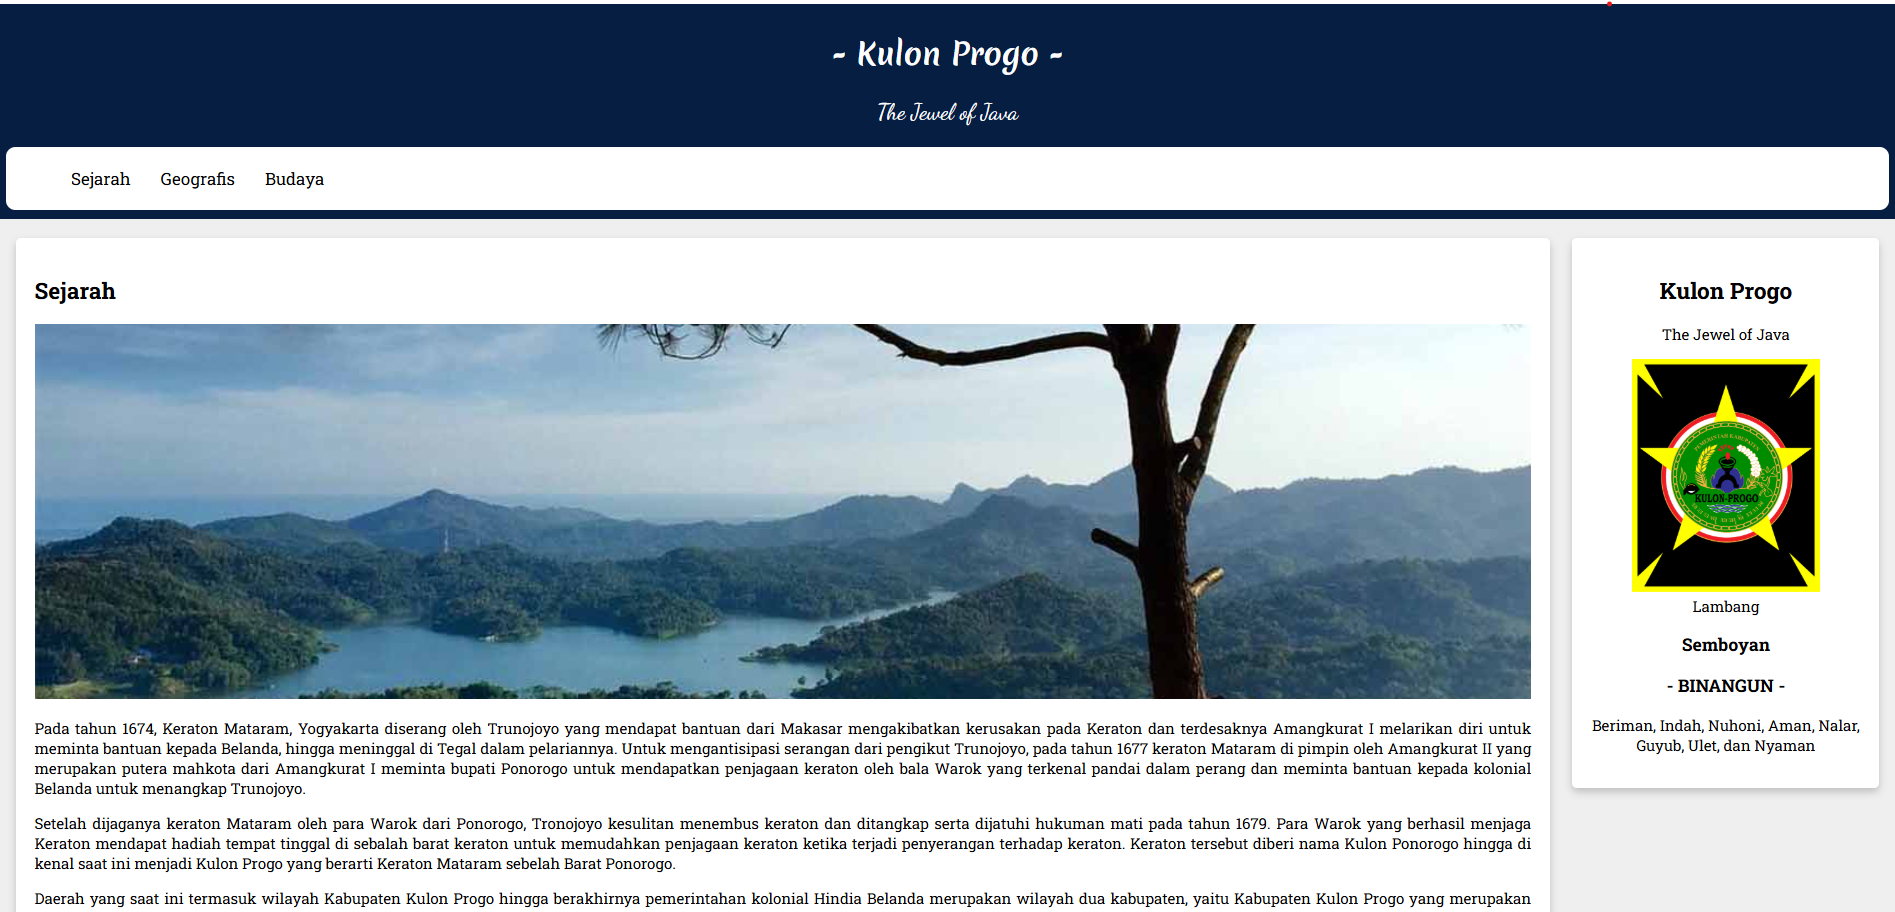 - Kulon Progo -
The Jewel of Java
Sejarah Geografis Budaya
Sejarah
Pada tahun 1674, Keraton Mataram, Yogyakarta diserang oleh Trunojoyo yang mendapat bantuan dari Makasar mengakibatkan kerusakan pada Keraton dan terdesaknya Amangkurat I melarikan diri untuk
meminta bantuan kepada Belanda, hingga meninggal di Tegal dalam pelariannya. Untuk mengantisipasi serangan dari pengikut Trunojoyo, pada tahun 1677 keraton Mataram di pimpin oleh Amangkurat II yang
merupakan putera mahkota dari Amangkurat I meminta bupati Ponorogo untuk mendapatkan penjagaan keraton oleh bala Warok yang terkenal pandai dalam perang dan meminta bantuan kepada kolonial
Belanda untuk menangkap Trunojoyo.
Setelah dijaganya keraton Mataram oleh para Warok dari Ponorogo, Tronojoyo kesulitan menembus keraton dan ditangkap serta dijatuhi hukuman mati pada tahun 1679. Para Warok yang berhasil menjaga
Keraton mendapat hadiah tempat tinggal di sebalah barat keraton untuk memudahkan penjagaan keraton ketika terjadi penyerangan terhadap keraton. Keraton tersebut diberi nama Kulon Ponorogo hingga di
kenal saat ini menjadi Kulon Progo yang berarti Keraton Mataram sebelah Barat Ponorogo.
Daerah yang saat ini termasuk wilayah Kabupaten Kulon Progo hingga berakhirnya pemerintahan kolonial Hindia Belanda merupakan wilayah dua kabupaten, yaitu Kabupaten Kulon Progo yang merupakan
Kulon Progo
The Jewel of Java
PEMERINTAH KABUPATEN
KULON-PROGO
Lambang
Semboyan
- BINANGUN -
Beriman, Indah, Nuhoni, Aman, Nalar,
Guyub, Ulet, dan Nyaman